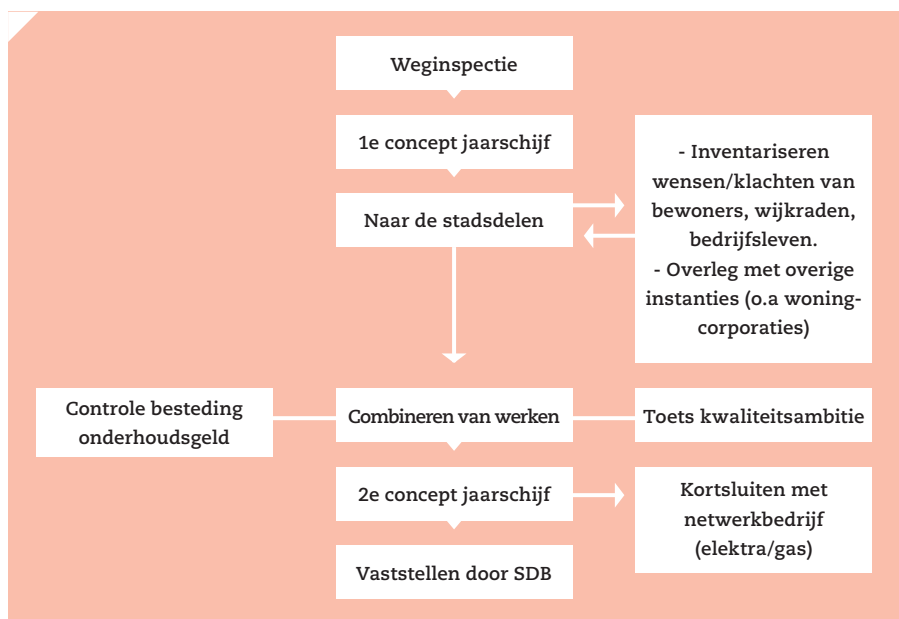 Weginspectie
1e concept jaarschijf
Naar de stadsdelen
- Inventariseren
wensen/klachten van
bewoners, wijkraden,
bedrijfsleven.
- Overleg met overige
instanties (o.a woning-
corporaties)
Controle besteding
onderhoudsgeld
Combineren van werken
Toets kwaliteitsambitie
2e concept jaarschijf
Kortsluiten met
netwerkbedrijf
(elektra/gas)
Vaststellen door SDB